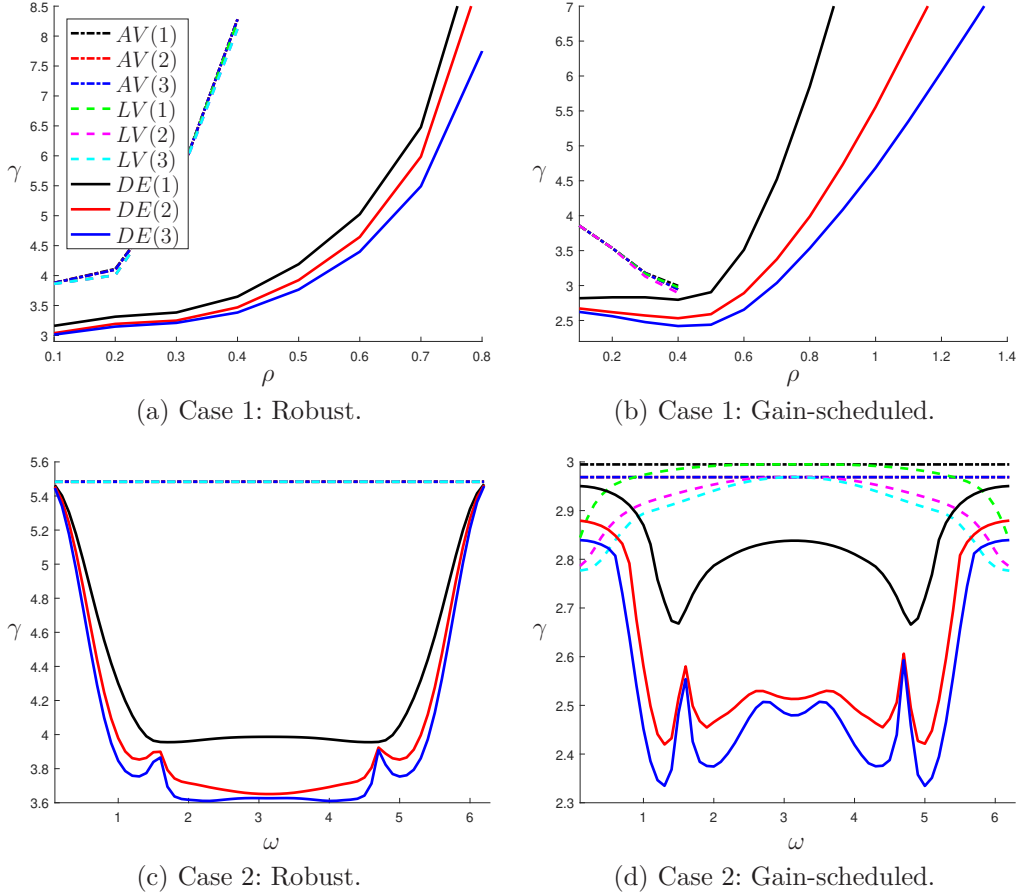 8.5
8
7.5
7
6.5
6
5.5
5
4.5
4
3.5
3
γ
AV(1)
AV(2)
AV(3)
LV(1)
LV(2)
LV(3)
DE(1)
DE(2)
DE(3)
0.1 0.2 0.3 0.4 0.5 0.6 0.7 0.8
ρ
(a) Case 1: Robust.
7
6.5
6
5.5
5
4.5
4
3.5
3
2.5
γ
0.2 0.4 0.6 0.8 1 1.2 1.4
ρ
(b) Case 1: Gain-scheduled.
5.6
5.4
5.2
5
4.8
4.6
4.4
4.2
4
3.8
3.6
γ
1 2 3 4 5 6
ω
(c) Case 2: Robust.
3
2.9
2.8
2.7
2.6
2.5
2.4
2.3
γ
1 2 3 4 5 6
ω
(d) Case 2: Gain-scheduled.